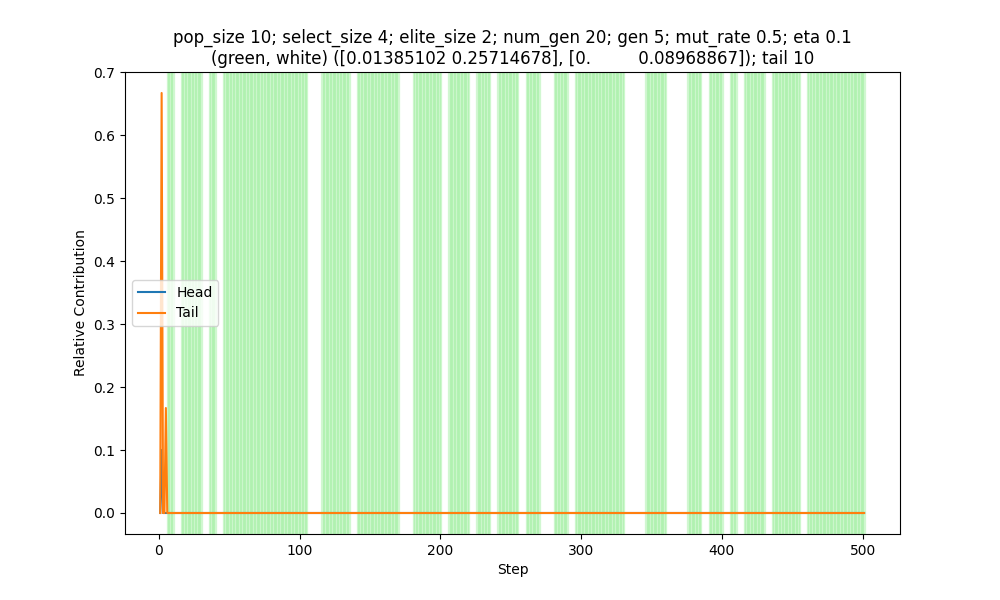 pop_size 10; select_size 4; elite_size 2; num_gen 20; gen 5; mut_rate 0.5; eta 0.1
(green, white) ([0.01385102 0.25714678], [0.         0.08968867]); tail 10
0.7
0.6
0.5
0.4
0.3
0.2
0.1
0.0
Relative Contribution
Head
Tail
0 100 200 300 400 500
Step